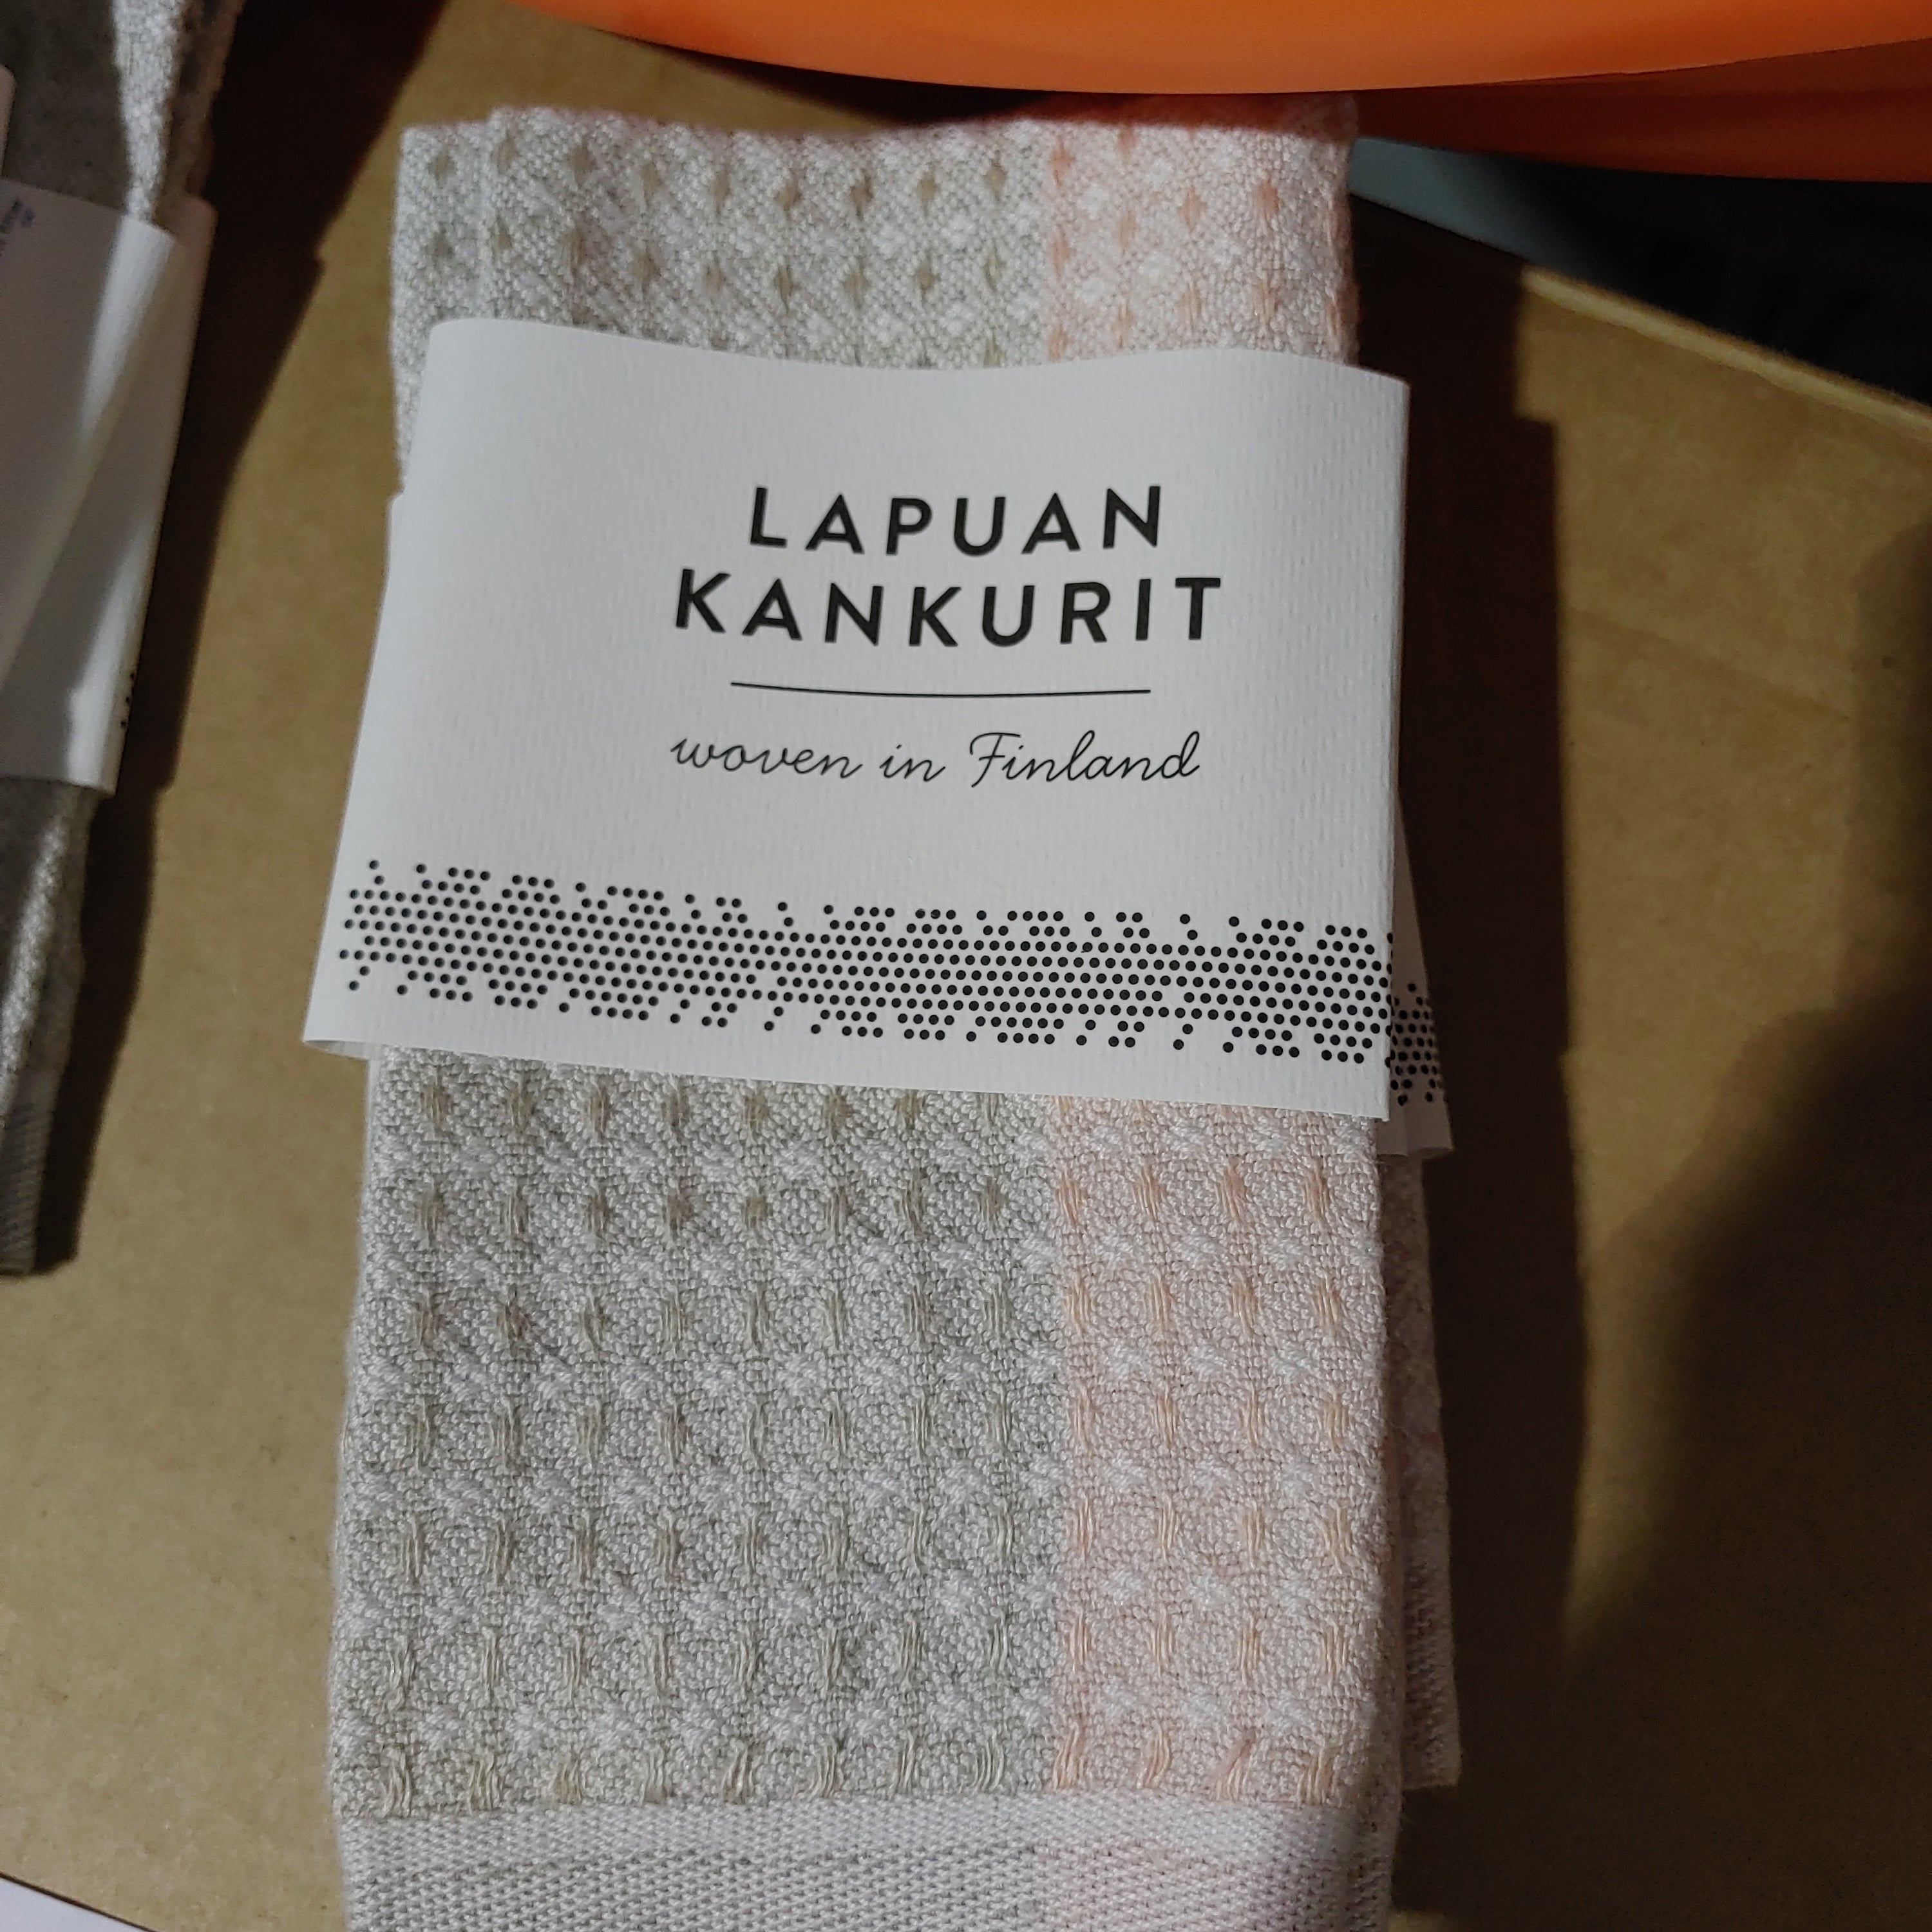 LAPUAN
KANKURIT
woven in Finland